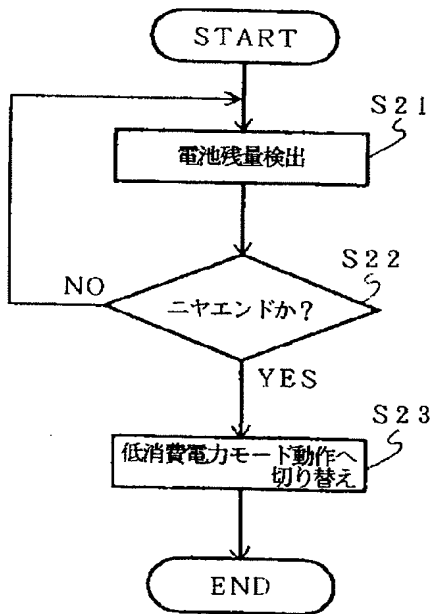 START
S21
電池残量検出
S22
NO
ニヤエンドか?
YES
S23
低消費電力モード動作へ
切り替え
END